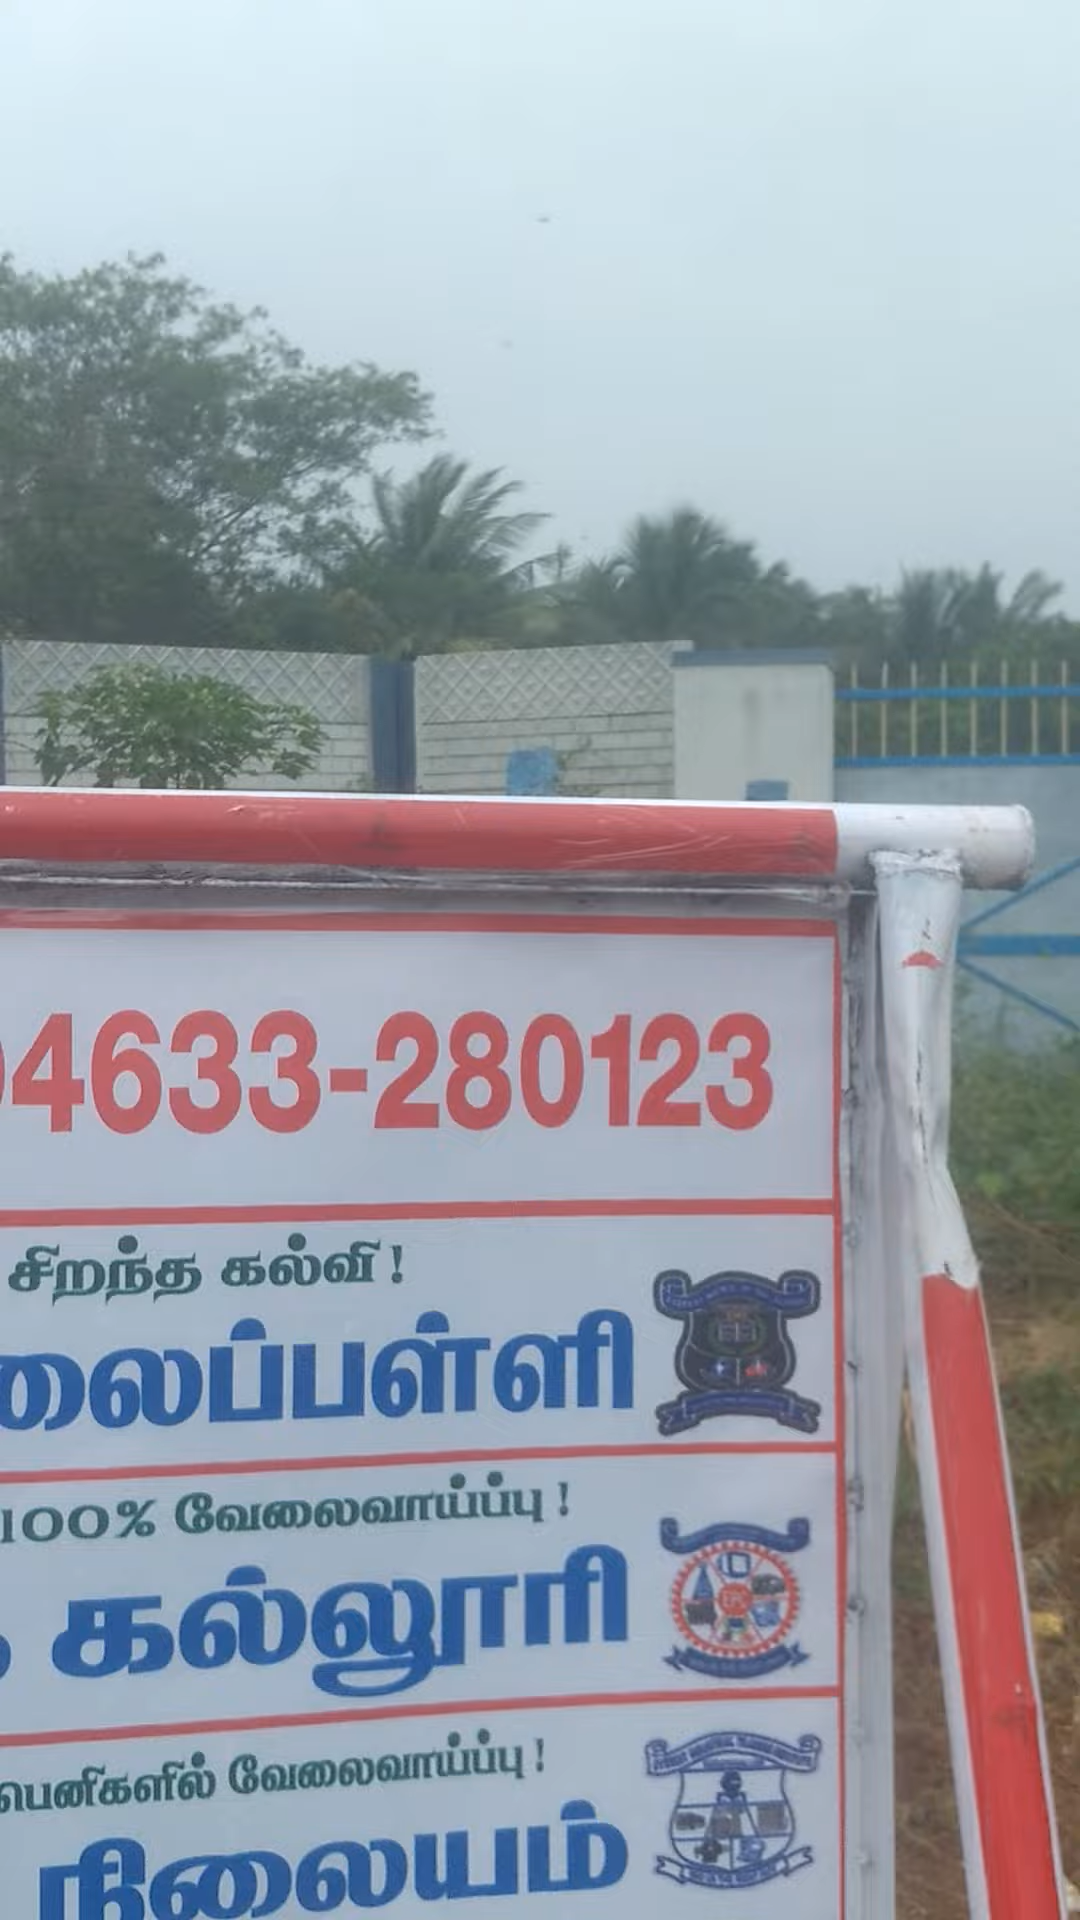 04633-280123
சிறந்த கல்வி !
லைப்பள்ளி
100% வேலைவாய்ப்பு !
கல்லூரி
பெனிகளில் வேலைவாய்ப்பு !
நிலையம்